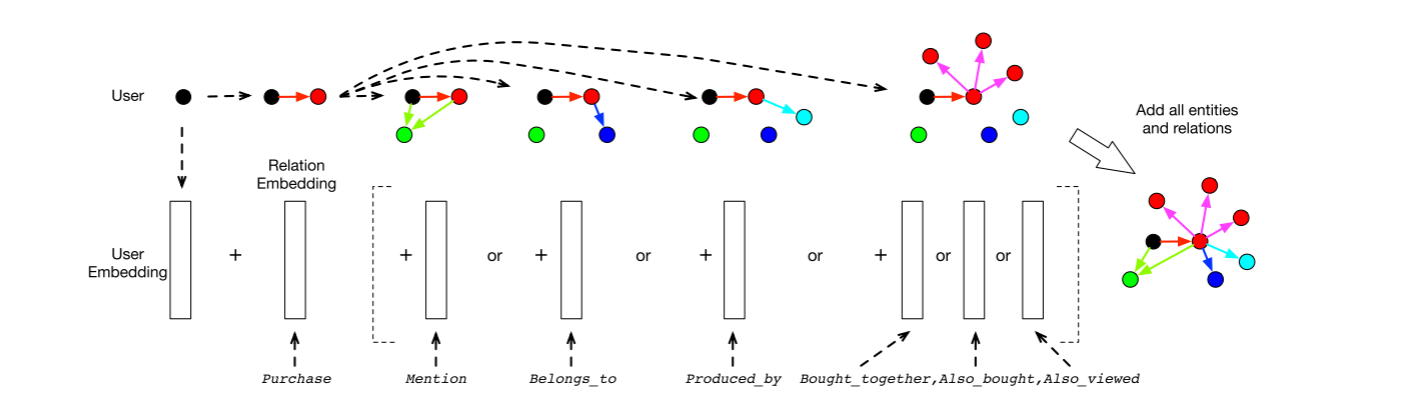 User
Add all entities
and relations
Relation
Embedding
User
Embedding
+
+
or
+
or
+
or
+
or
or
Purchase
Mention
Belongs_to
Produced_by
Bought_together,Also_bought,Also_viewed